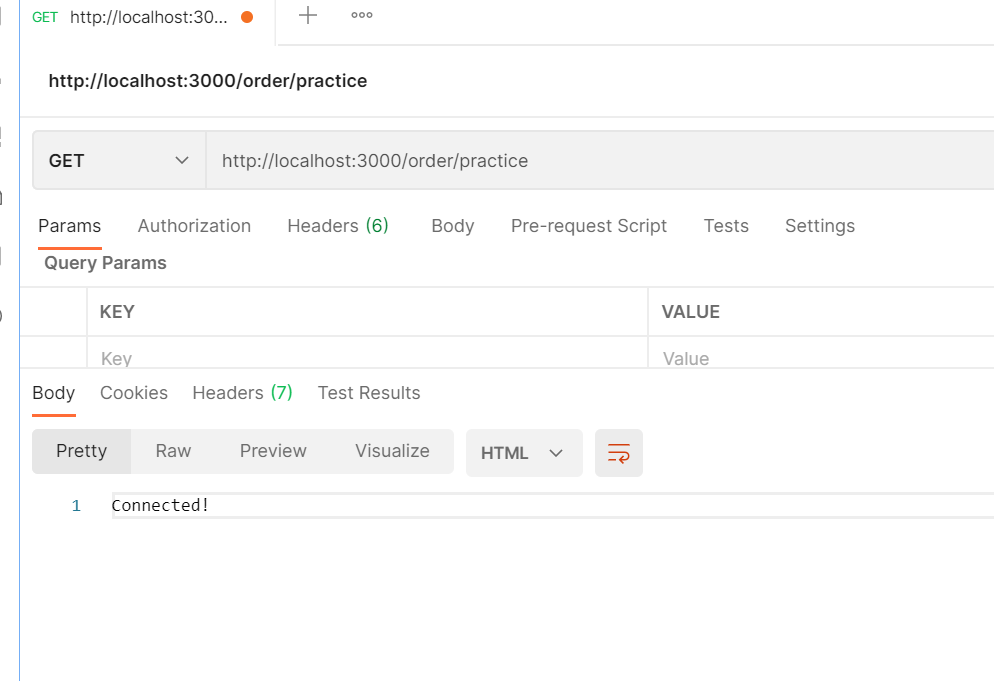 GET http://localhost:30...
http://localhost:3000/order/practice
GET http://localhost:3000/order/practice
Params Authorization Headers (6) Body Pre-request Script Tests Settings
Query Params
KEY VALUE
Key Value
Body Cookies Headers (7) Test Results
Pretty Raw Preview Visualize HTML
1 Connected!